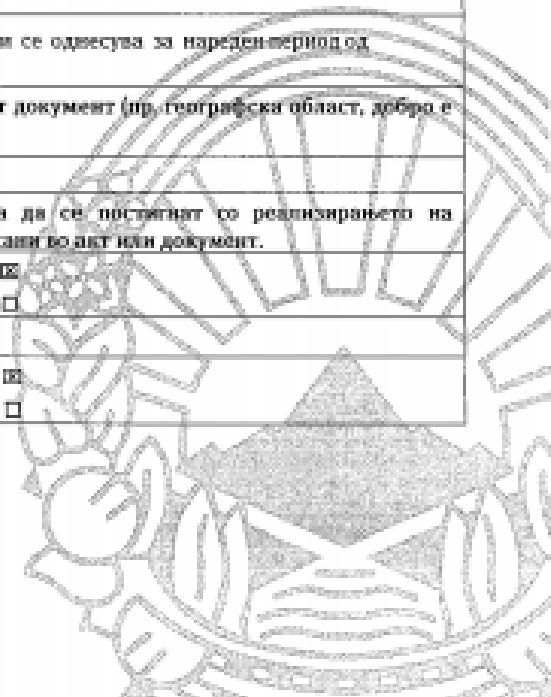 и се однесува за нареден период од
т документ (пр. географска област, добро е
а да се постигнат со реализирањето на
ани во акт или документ.
☒
☐
☒
☐